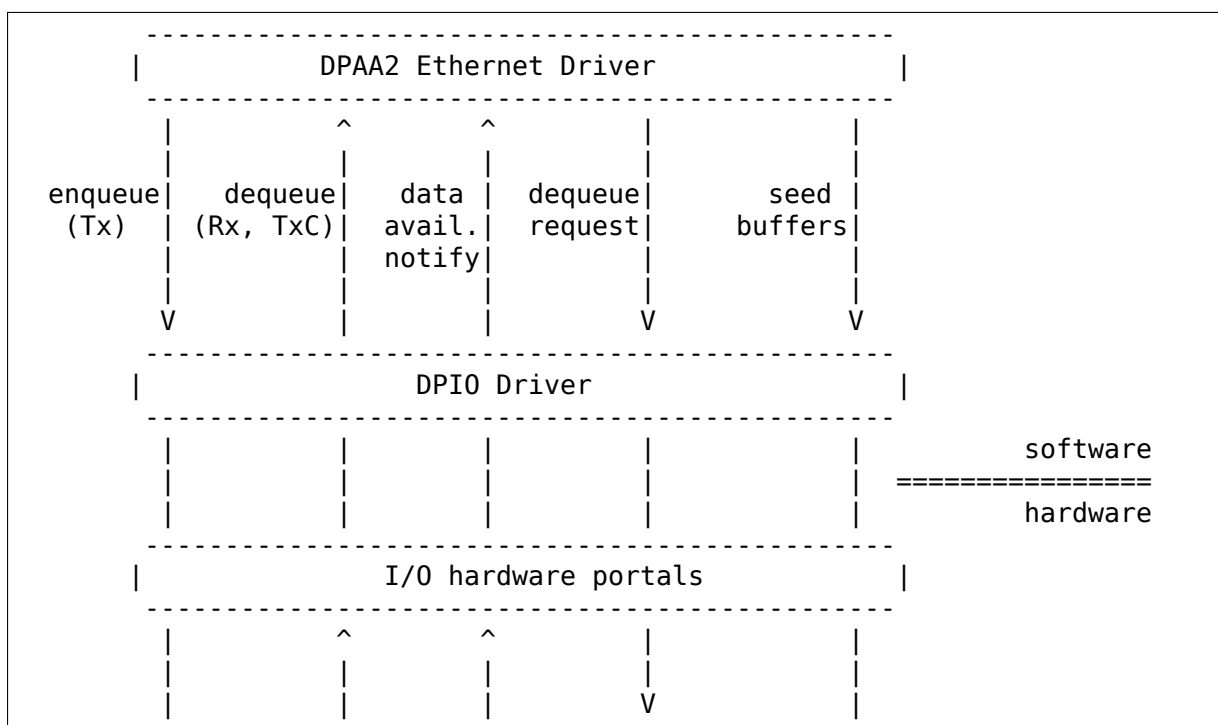 DPAA2 Ethernet Driver
enqueue dequeue data dequeue seed
(Tx) (Rx, TxC) avail. request buffers
notify
DPIO Driver
software
================
hardware
I/O hardware portals